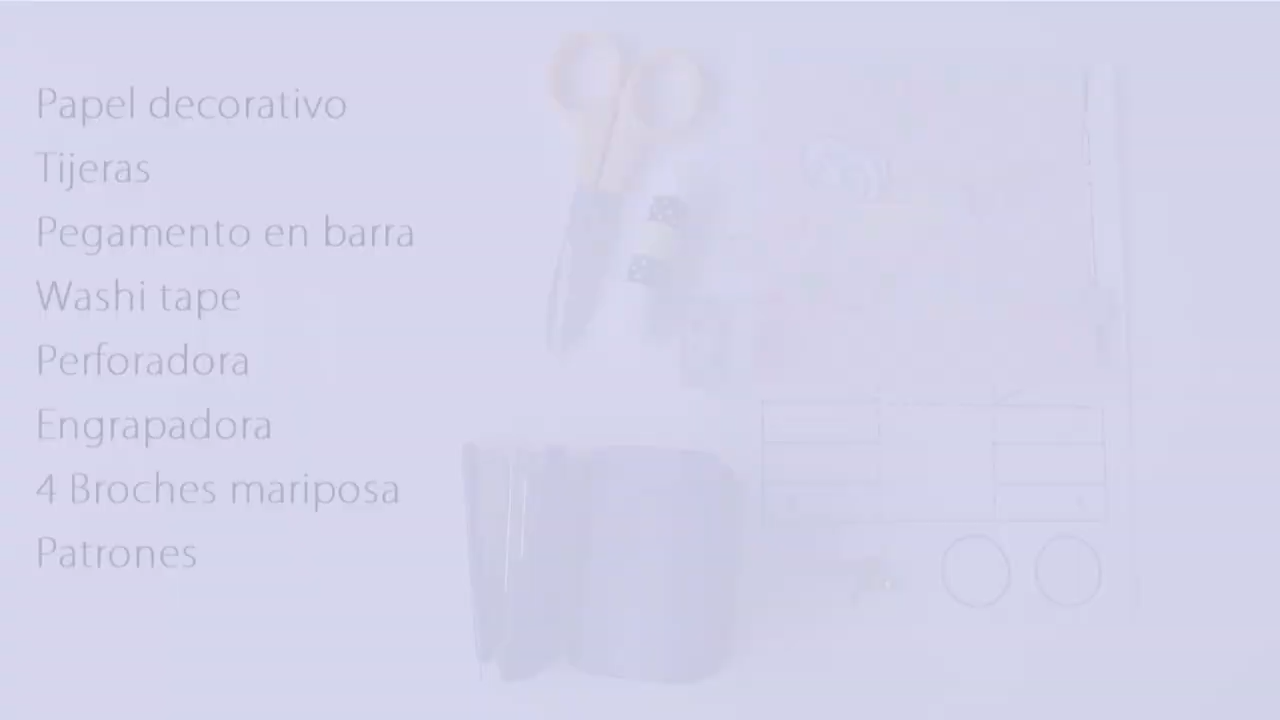 Papel decorativo
Tijeras
Pegamento en barra
Washi tape
Perforadora
Engrapadora
4 Broches mariposa
Patrones